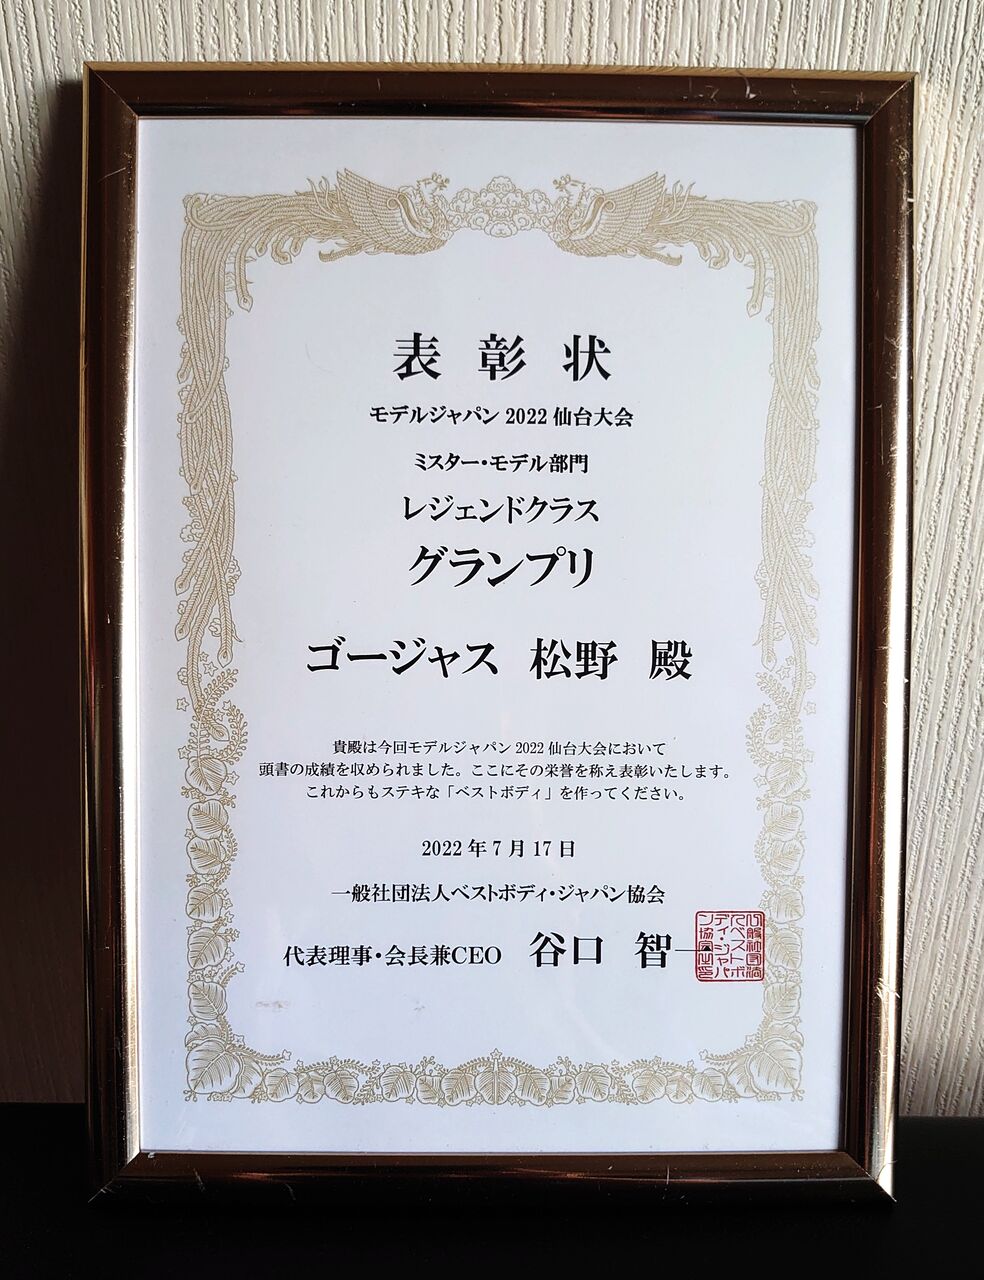 表彰状
モデルジャパン 2022 仙台大会
ミスター・モデル部門
レジェンドクラス
グランプリ
ゴージャス 松野 殿
貴殿は今回モデルジャパン 2022 仙台大会において
頭書の成績を収められました。ここにその栄誉を称え表彰いたします。
これからもステキな「ベストボディ」を作ってください。
2022 年 7 月 17 日
一般社団法人ベストボディ・ジャパン協会
代表理事・会長兼CEO 谷口 智一